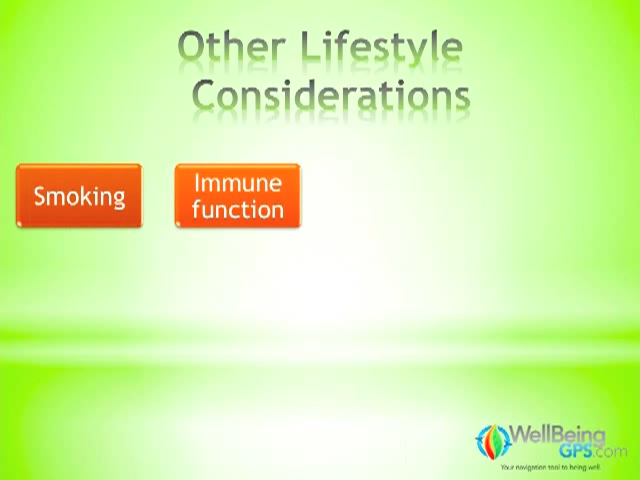 Other Lifestyle
Considerations
Smoking
Immune
function
WellBeing
GPS.com
Your navigation tool to being well.